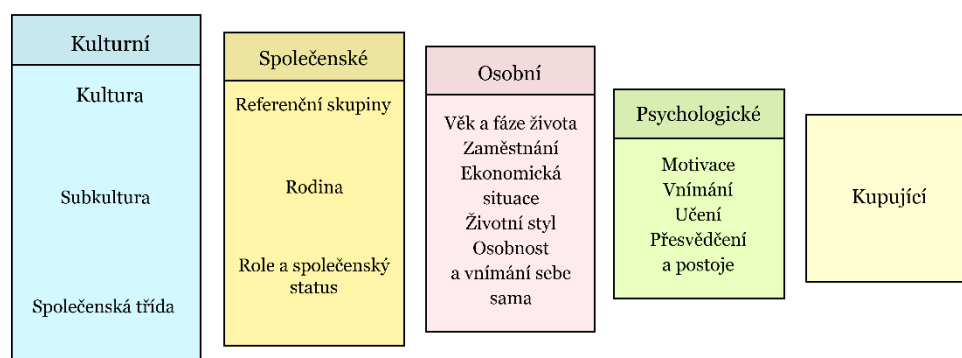 Kulturní
Kultura
Subkultura
Společenská třída
Společenské
Referenční skupiny
Rodina
Role a společenský
status
Osobní
Věk a fáze života
Zaměstnání
Ekonomická
situace
Životní styl
Osobnost
a vnímání sebe
sama
Psychologické
Motivace
Vnímání
Učení
Přesvědčení
a postoje
Kupující